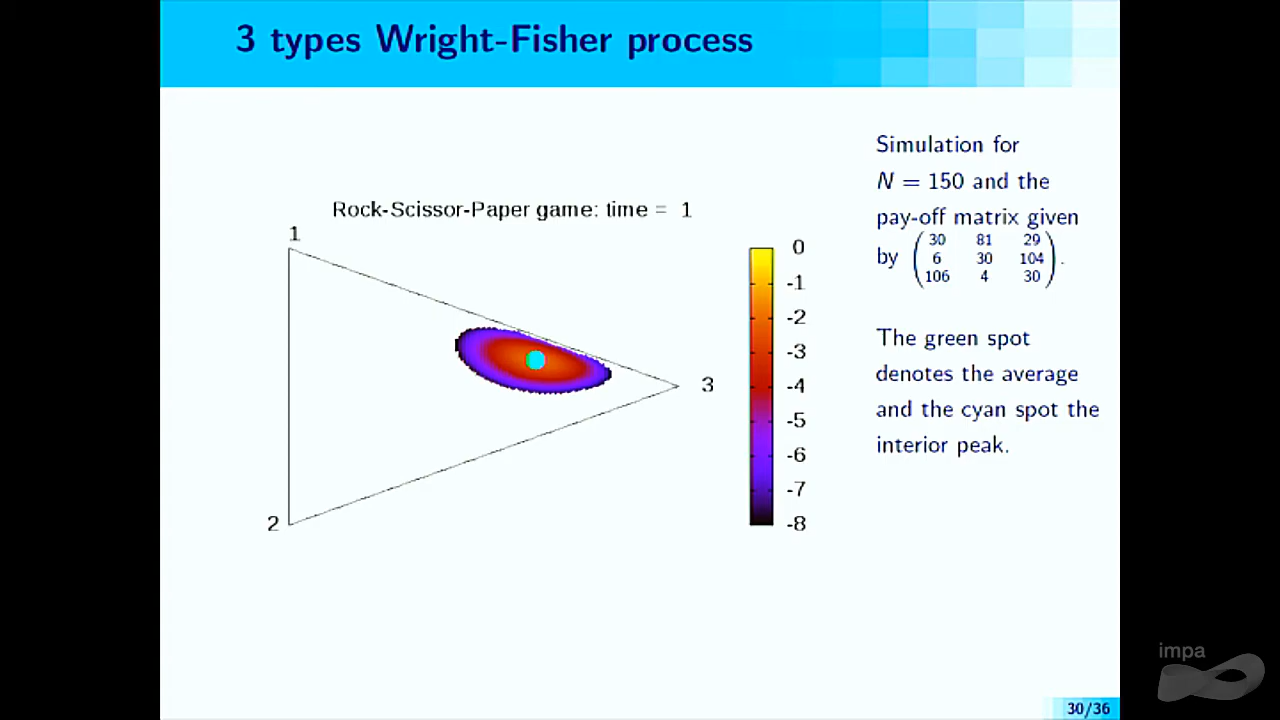 3 types Wright-Fisher process
Simulation for
N = 150 and the
pay-off matrix given
by
30 81 29
6 30 104
106 4 30
.
The green spot
denotes the average
and the cyan spot the
interior peak.
Rock-Scissor-Paper game: time = 1
1
2
3
0
-1
-2
-3
-4
-5
-6
-7
-8
impa
30/36